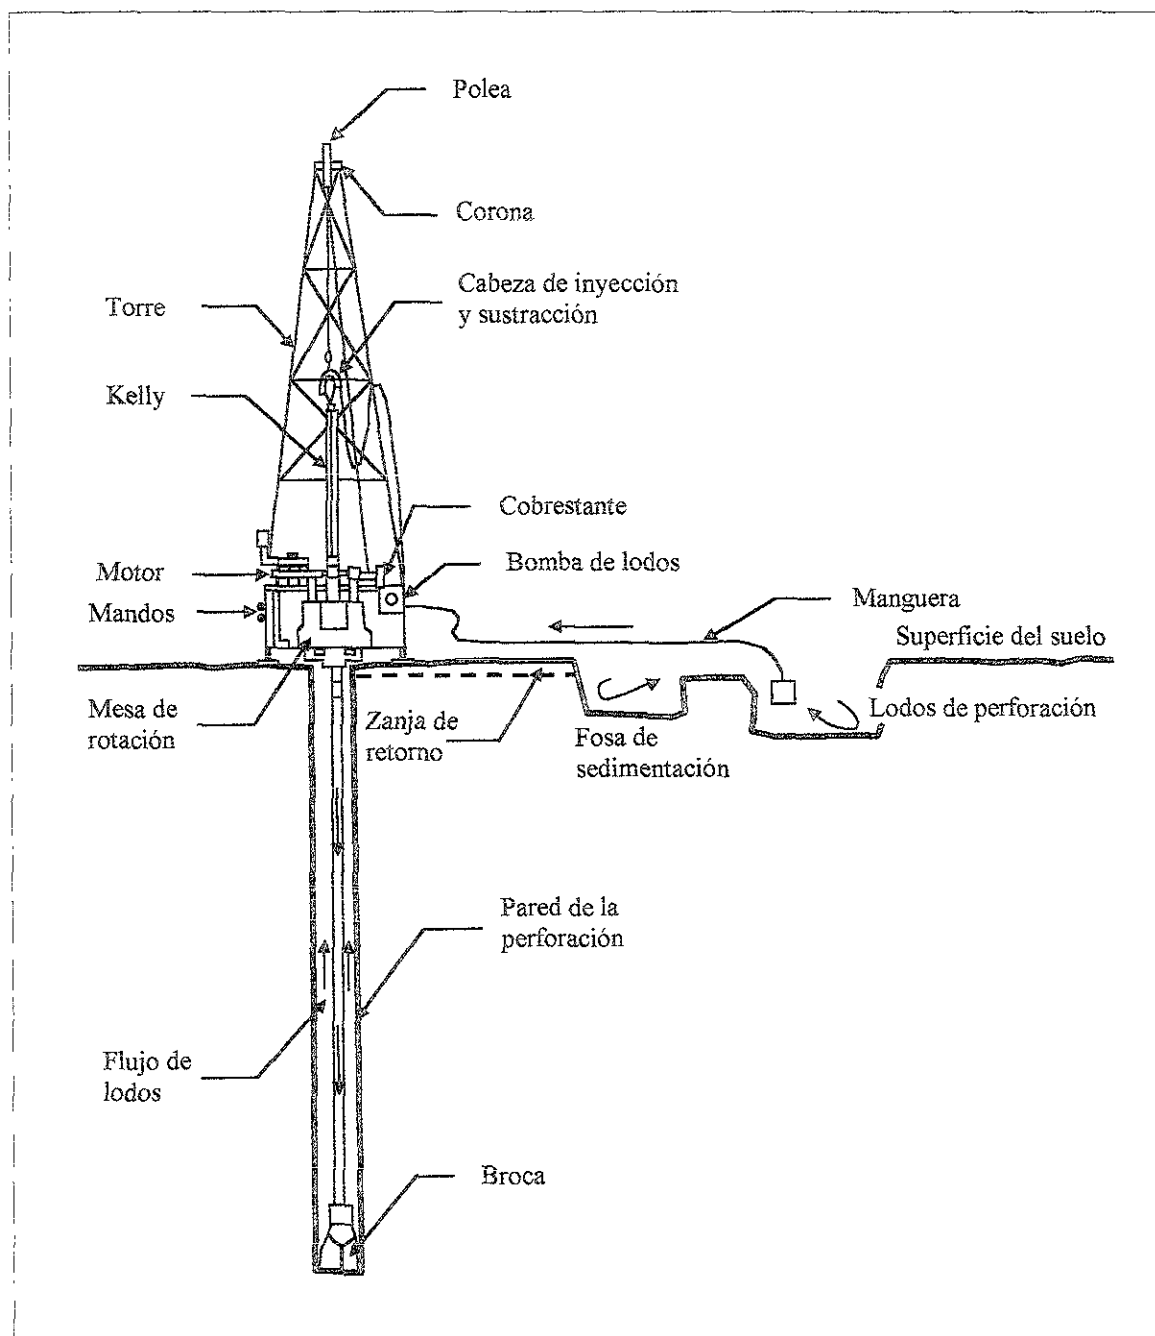 Polea
Corona
Cabeza de inyección
y sustracción
Torre
Kelly
Cobrestante
Bomba de lodos
Motor
Mandos
Manguera
Superficie del suelo
Mesa de
rotación
Zanja de
retorno
Fosa de
sedimentación
Lodos de perforación
Pared de la
perforación
Flujo de
lodos
Broca